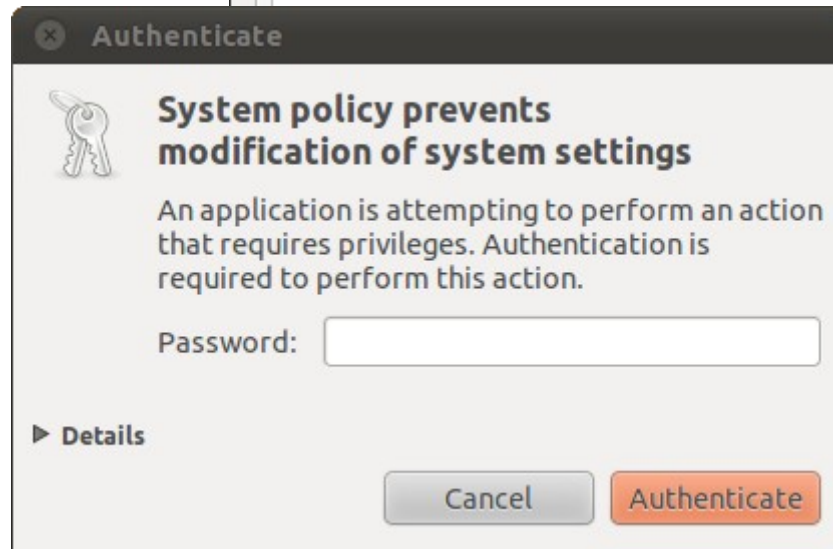 Authenticate
System policy prevents
modification of system settings
An application is attempting to perform an action
that requires privileges. Authentication is
required to perform this action.
Password:
Details
Cancel Authenticate